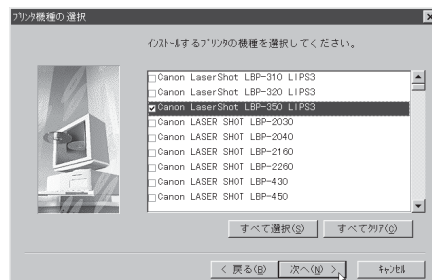 プリンタ機種の選択
インストールするプリンタの機種を選択してください。
Canon LaserShot LBP-310 LIPS3
Canon LaserShot LBP-320 LIPS3
Canon LaserShot LBP-350 LIPS3
Canon LASER SHOT LBP-2030
Canon LASER SHOT LBP-2040
Canon LASER SHOT LBP-2160
Canon LASER SHOT LBP-2260
Canon LASER SHOT LBP-430
Canon LASER SHOT LBP-450
すべて選択(S) すべてクリア(C)
< 戻る(B) 次へ(N) > キャンセル